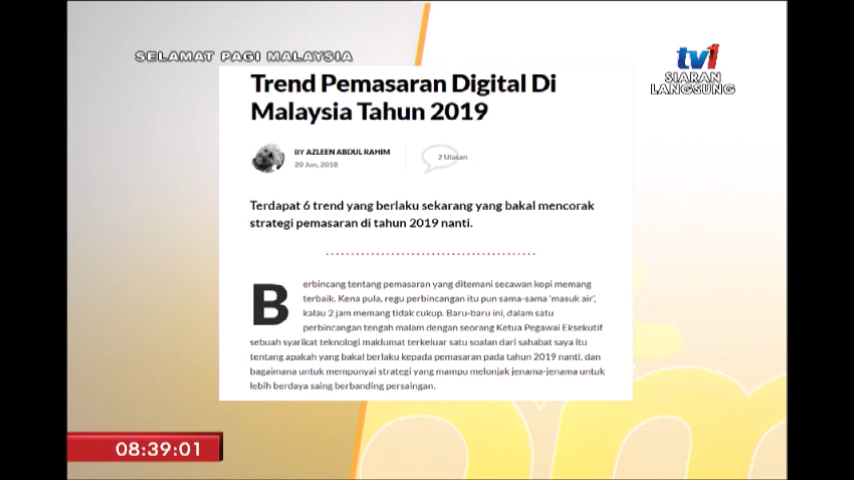 SELAMAT PAGI MALAYSIA
tv1
SIARAN
LANGSUNG
Trend Pemasaran Digital Di
Malaysia Tahun 2019
BY AZLEEN ABDUL RAHIM
20 Jun, 2018
2 Ulasan
Terdapat 6 trend yang berlaku sekarang yang bakal mencorak
strategi pemasaran di tahun 2019 nanti.
Berbincang tentang pemasaran yang ditemani secawan kopi memang
terbaik. Kena pula, regu perbincangan itu pun sama-sama 'masuk air',
kalau 2 jam memang tidak cukup. Baru-baru ini, dalam satu
perbincangan tengah malam dengan seorang Ketua Pegawai Eksekutif
sebuah syarikat teknologi maklumat terkeluar satu soalan dari sahabat saya itu
tentang apakah yang bakal berlaku kepada pemasaran pada tahun 2019 nanti, dan
bagaimana untuk mempunyai strategi yang mampu melonjak jenama-jenama untuk
lebih berdaya saing berbanding persaingan.
08:39:01